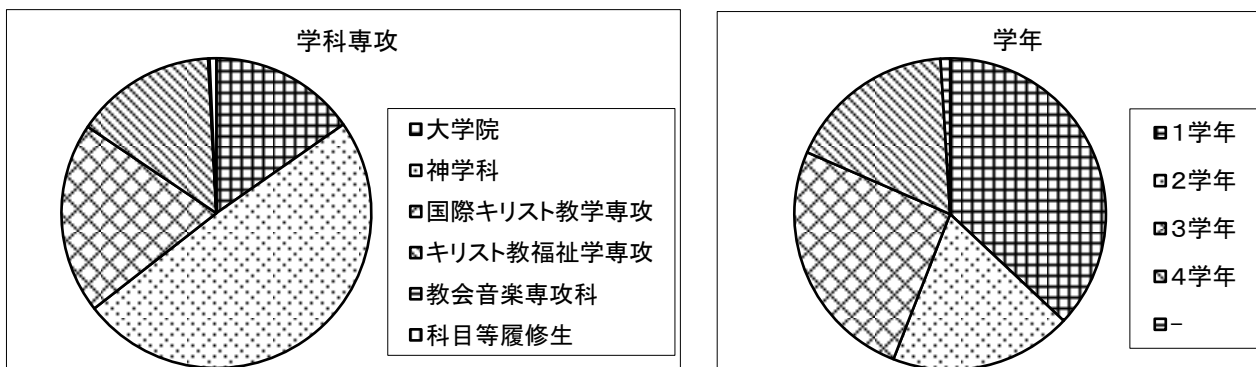 学科専攻
大学院
神学科
国際キリスト教学専攻
キリスト教福祉学専攻
教会音楽専攻科
科目等履修生
学年
1学年
2学年
3学年
4学年
-